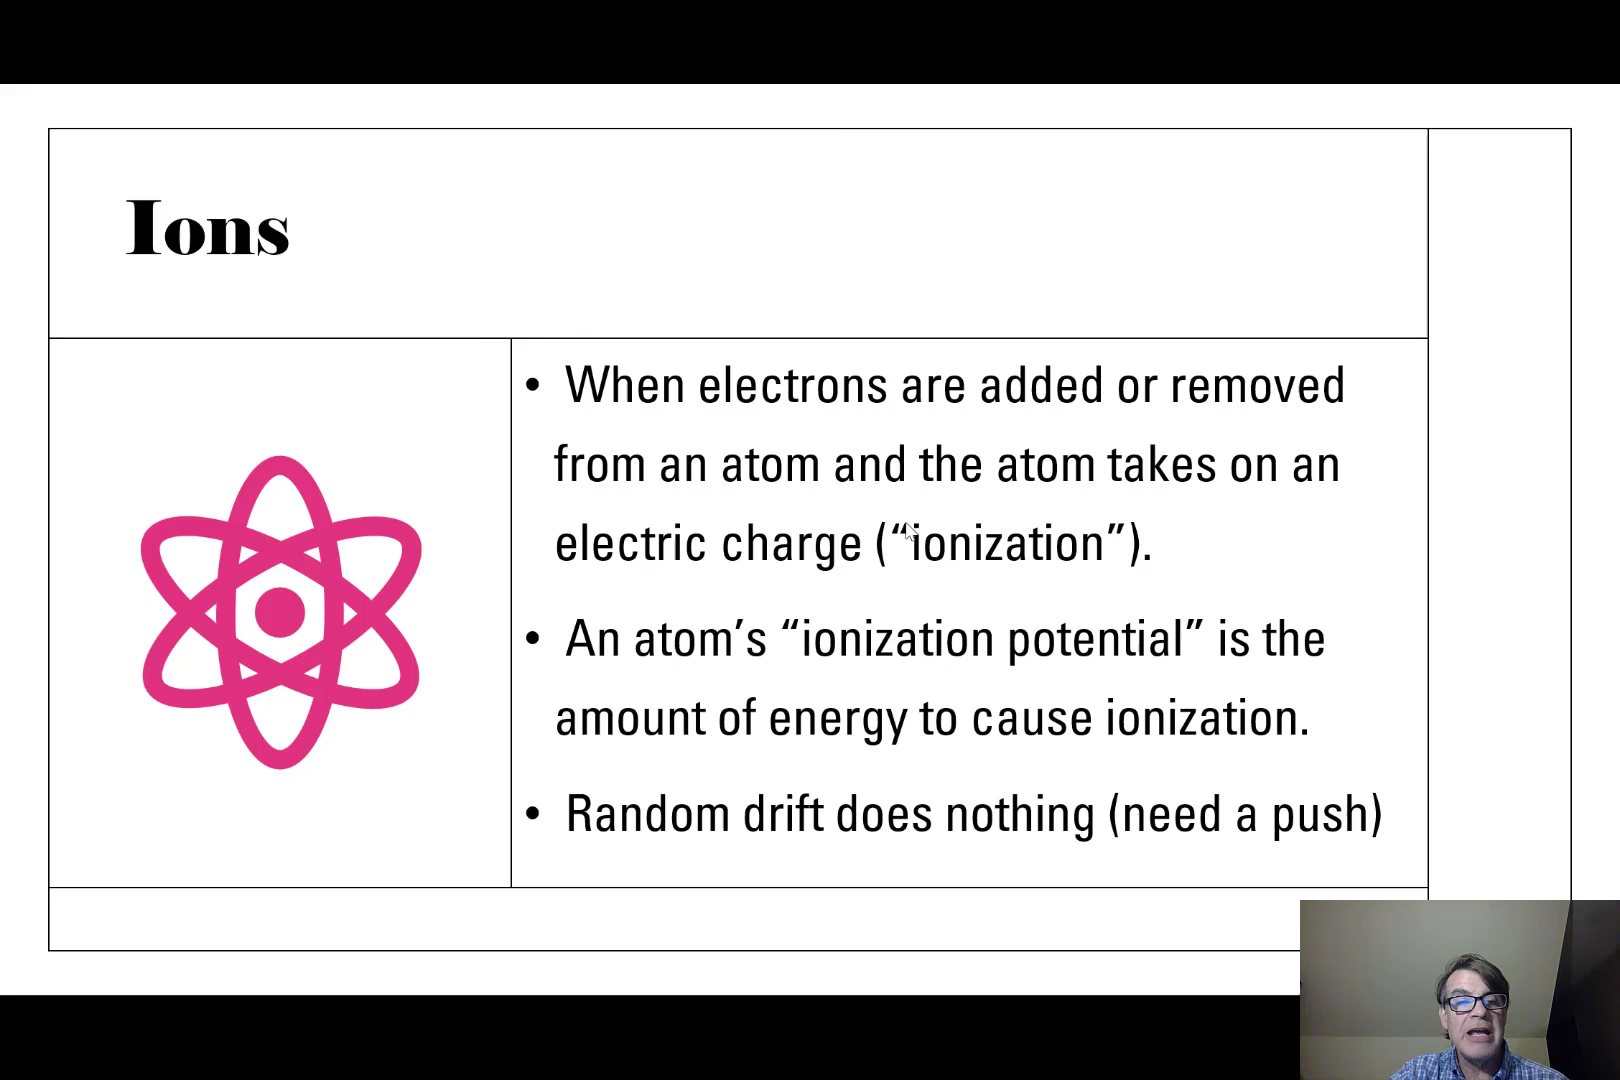 Ions
• When electrons are added or removed
from an atom and the atom takes on an
electric charge (“ionization”).
• An atom’s “ionization potential” is the
amount of energy to cause ionization.
• Random drift does nothing (need a push)